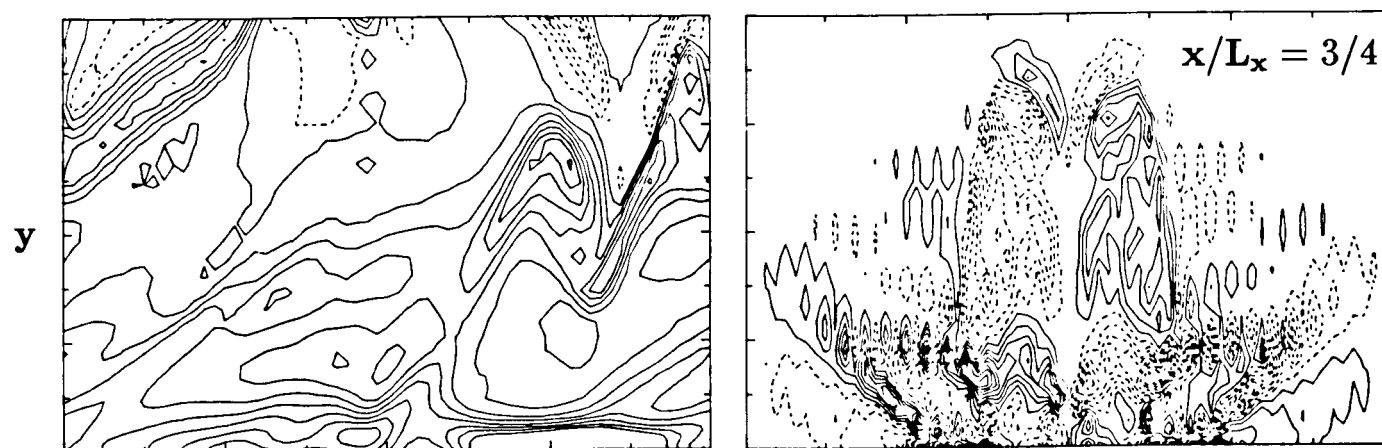 x/Lₓ = 3/4
y